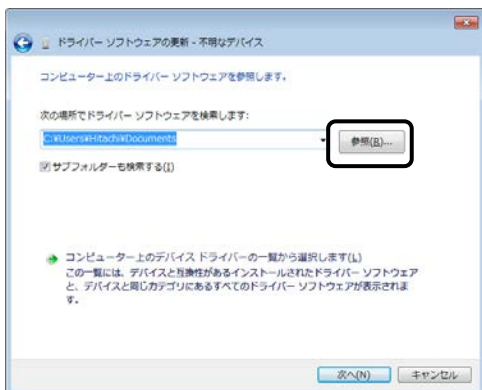 ドライバー ソフトウェアの更新 - 不明なデバイス
コンピューター上のドライバー ソフトウェアを参照します。
次の場所でドライバー ソフトウェアを検索します:
C:¥Users¥Hitachi¥Documents
参照(R)...
サブフォルダーも検索する(I)
コンピューター上のデバイス ドライバーの一覧から選択します(L)
この一覧には、デバイスと互換性があるインストールされたドライバー ソフトウェア
と、デバイスと同じカテゴリにあるすべてのドライバー ソフトウェアが表示されま
す。
次へ(N)
キャンセル